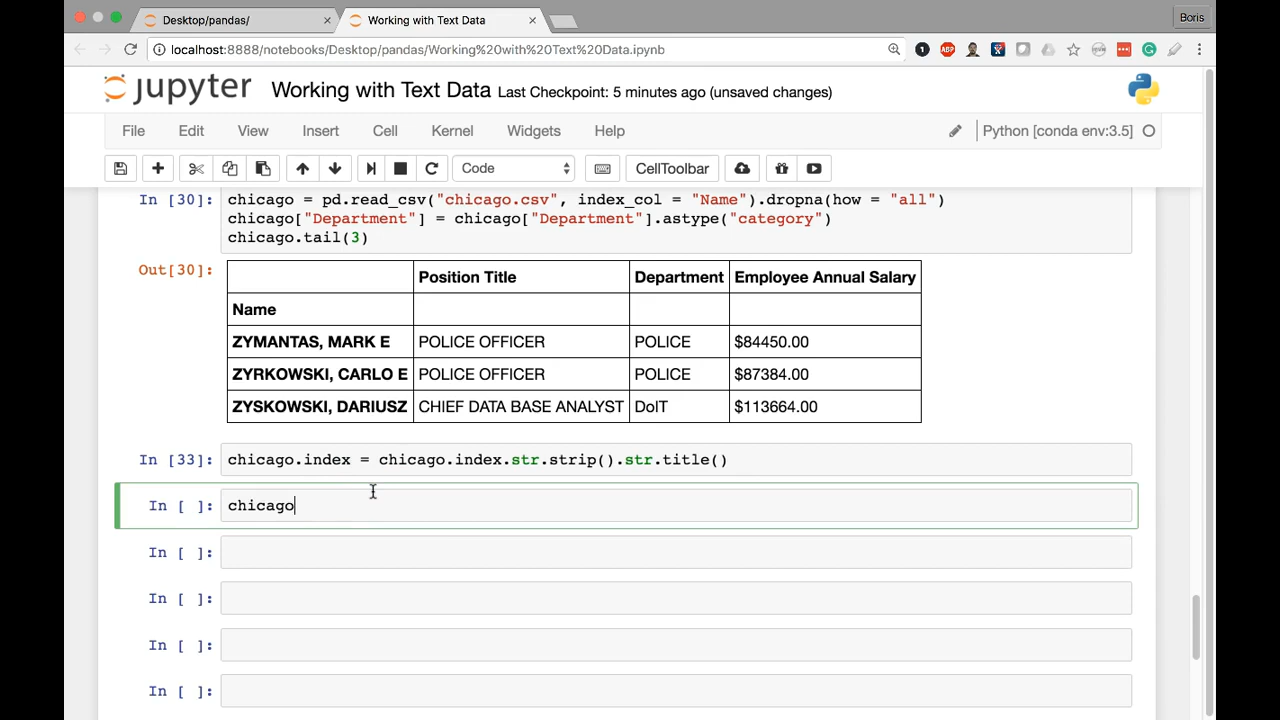 Desktop/pandas/ × Working with Text Data × Boris
localhost:8888/notebooks/Desktop/pandas/Working%20with%20Text%20Data.ipynb
jupyter Working with Text Data Last Checkpoint: 5 minutes ago (unsaved changes)
File Edit View Insert Cell Kernel Widgets Help Python [conda env:3.5]
Code CellToolbar
In [30]: chicago = pd.read_csv("chicago.csv", index_col = "Name").dropna(how = "all")
chicago["Department"] = chicago["Department"].astype("category")
chicago.tail(3)
Out[30]:
Position Title Department Employee Annual Salary
Name
ZYMANTAS, MARK E POLICE OFFICER POLICE $84450.00
ZYRKOWSKI, CARLO E POLICE OFFICER POLICE $87384.00
ZYSKOWSKI, DARIUSZ CHIEF DATA BASE ANALYST DoIT $113664.00
In [33]: chicago.index = chicago.index.str.strip().str.title()
In [ ]: chicago
In [ ]:
In [ ]:
In [ ]:
In [ ]: